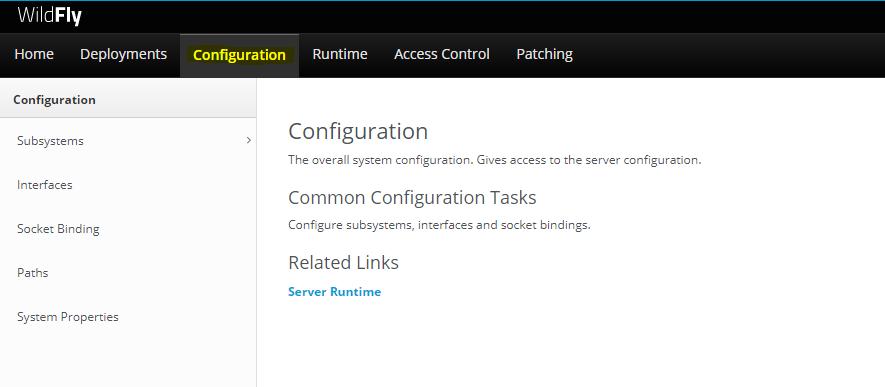 WildFly
Home Deployments Configuration Runtime Access Control Patching
Configuration
Subsystems
Interfaces
Socket Binding
Paths
System Properties
Configuration
The overall system configuration. Gives access to the server configuration.
Common Configuration Tasks
Configure subsystems, interfaces and socket bindings.
Related Links
Server Runtime